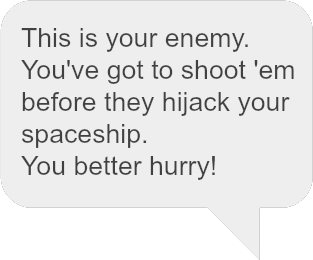 This is your enemy.
You've got to shoot 'em
before they hijack your
spaceship.
You better hurry!